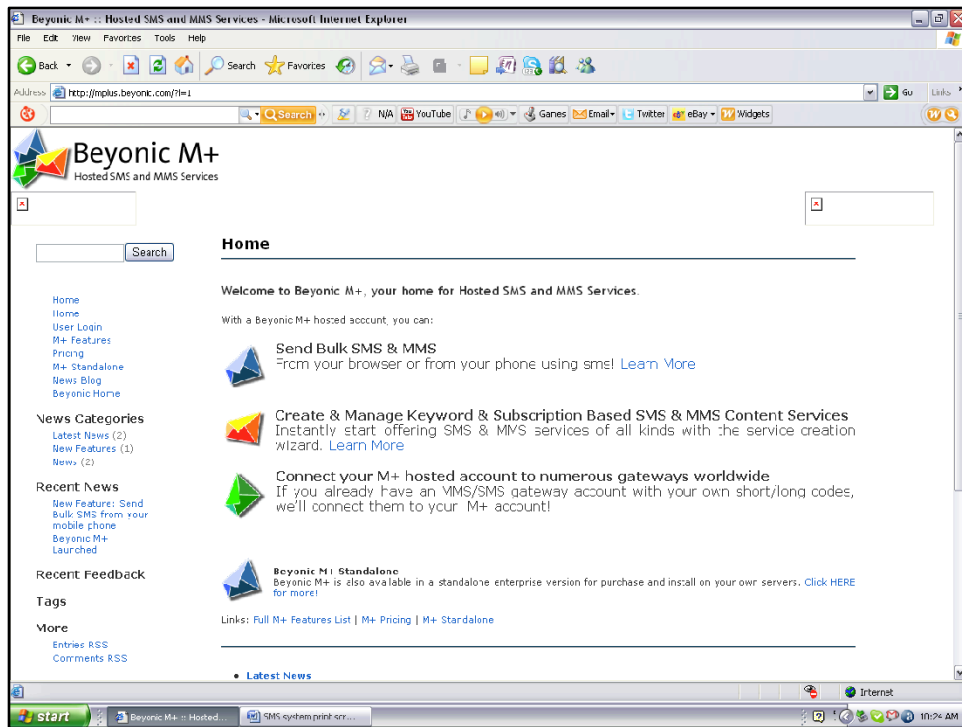 Beyonic M+ :: Hosted SMS and MMS Services - Microsoft Internet Explorer
File Edit View Favorites Tools Help
Back Search Favorites
Address http://mplus.beyonic.com/?l=1 Go Links
Search N/A YouTube Games Email Twitter eBay Widgets
Beyonic M+
Hosted SMS and MMS Services
Search
Home
Home
User Login
M+ Features
Pricing
M+ Standalone
News Blog
Beyonic Home
News Categories
Latest News (2)
New Features (1)
News (2)
Recent News
New Feature: Send
Bulk SMS from your
mobile phone
Beyonic M+
Launched
Recent Feedback
Tags
More
Entries RSS
Comments RSS
Home
Welcome to Beyonic M+, your home for Hosted SMS and MMS Services.
With a Beyonic M+ hosted account, you can:
Send Bulk SMS & MMS
From your browser or from your phone using sms! Learn More
Create & Manage Keyword & Subscription Based SMS & MMS Content Services
Instantly start offering SMS & MMS services of all kinds with the service creation
wizard. Learn More
Connect your M+ hosted account to numerous gateways worldwide
If you already have an MMS/SMS gateway account with your own short/long codes,
we'll connect them to your M+ account!
Beyonic M+ Standalone
Beyonic M+ is also available in a standalone enterprise version for purchase and install on your own servers. Click HERE
for more!
Links: Full M+ Features List | M+ Pricing | M+ Standalone
• Latest News
Internet
start Beyonic M+ :: Hosted... SMS system print scr... 10:24 AM